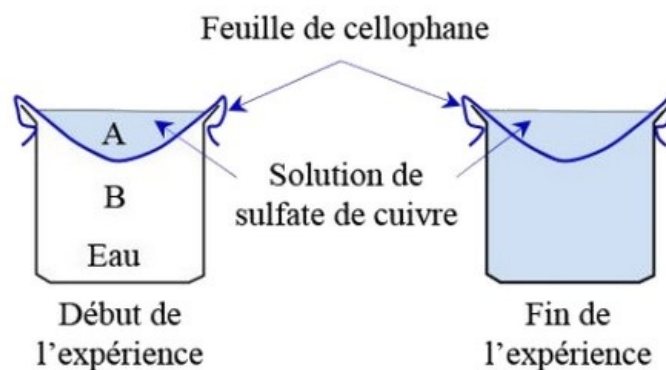 Feuille de cellophane
A
B
Eau
Solution de
sulfate de cuivre
Début de
l'expérience
Fin de
l'expérience